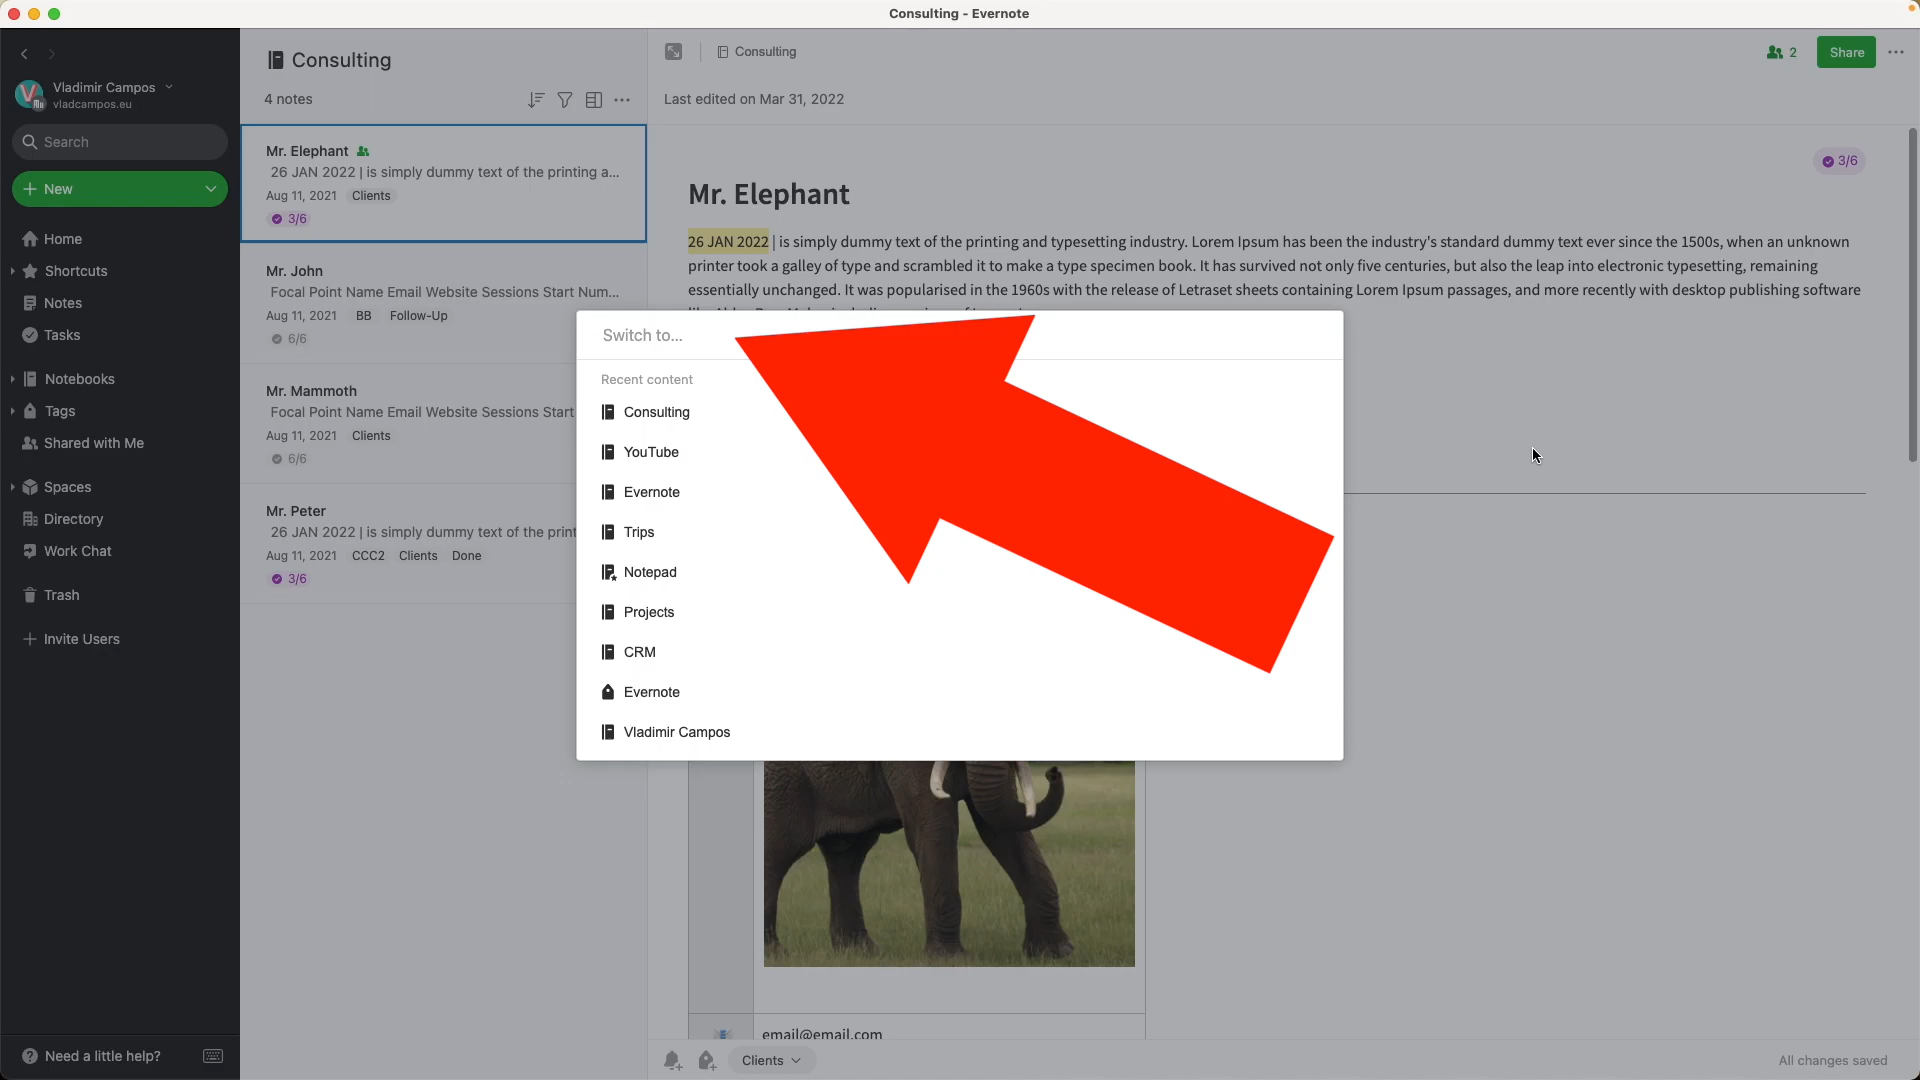 Consulting - Evernote
Vladimir Campos
vladcampos.eu
Search
New
Home
Shortcuts
Notes
Tasks
Notebooks
Tags
Shared with Me
Spaces
Directory
Work Chat
Trash
Invite Users
Need a little help?
Consulting
4 notes
Mr. Elephant
26 JAN 2022 | is simply dummy text of the printing a...
Aug 11, 2021 Clients
3/6
Mr. John
Focal Point Name Email Website Sessions Start Num...
Aug 11, 2021 BB Follow-Up
6/6
Mr. Mammoth
Focal Point Name Email Website Sessions Start
Aug 11, 2021 Clients
6/6
Mr. Peter
26 JAN 2022 | is simply dummy text of the print
Aug 11, 2021 CCC2 Clients Done
3/6
Consulting
2
Share
Last edited on Mar 31, 2022
3/6
Mr. Elephant
26 JAN 2022 | is simply dummy text of the printing and typesetting industry. Lorem Ipsum has been the industry's standard dummy text ever since the 1500s, when an unknown
printer took a galley of type and scrambled it to make a type specimen book. It has survived not only five centuries, but also the leap into electronic typesetting, remaining
essentially unchanged. It was popularised in the 1960s with the release of Letraset sheets containing Lorem Ipsum passages, and more recently with desktop publishing software
Switch to...
Recent content
Consulting
YouTube
Evernote
Trips
Notepad
Projects
CRM
Evernote
Vladimir Campos
email@email.com
Clients
All changes saved